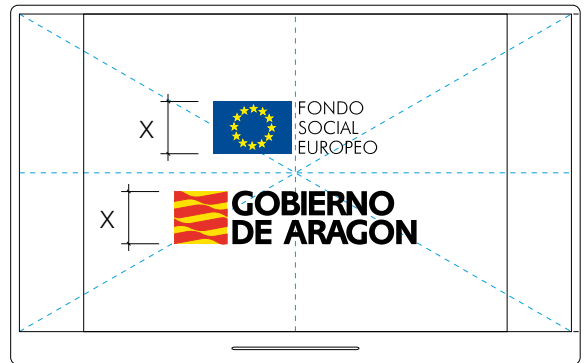 X
FONDO
SOCIAL
EUROPEO
X
GOBIERNO
DE ARAGON